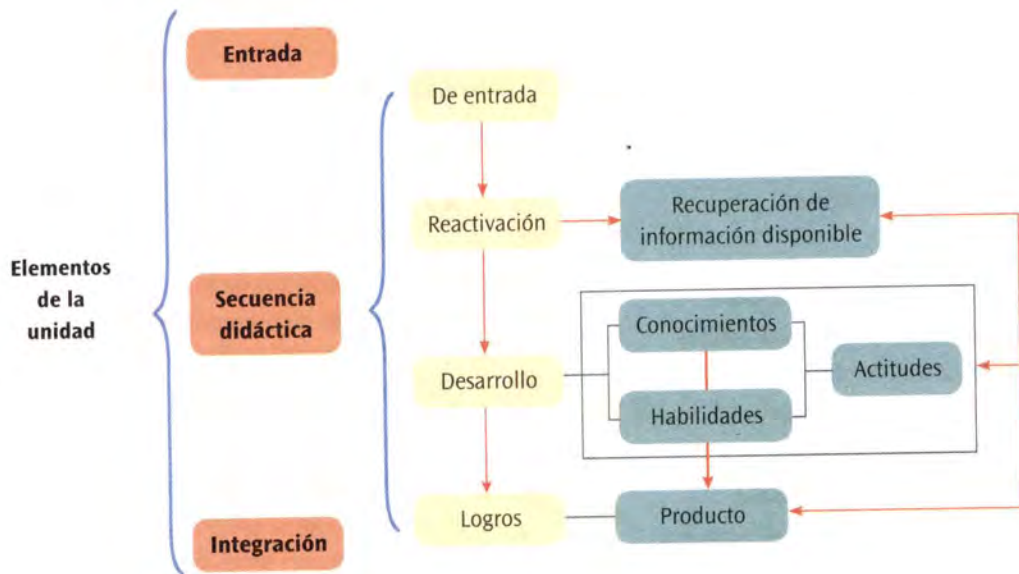 Entrada
De entrada
Reactivación
Recuperación de
información disponible
Elementos
de la
unidad
Secuencia
didáctica
Conocimientos
Desarrollo
Actitudes
Habilidades
Logros
Producto
Integración